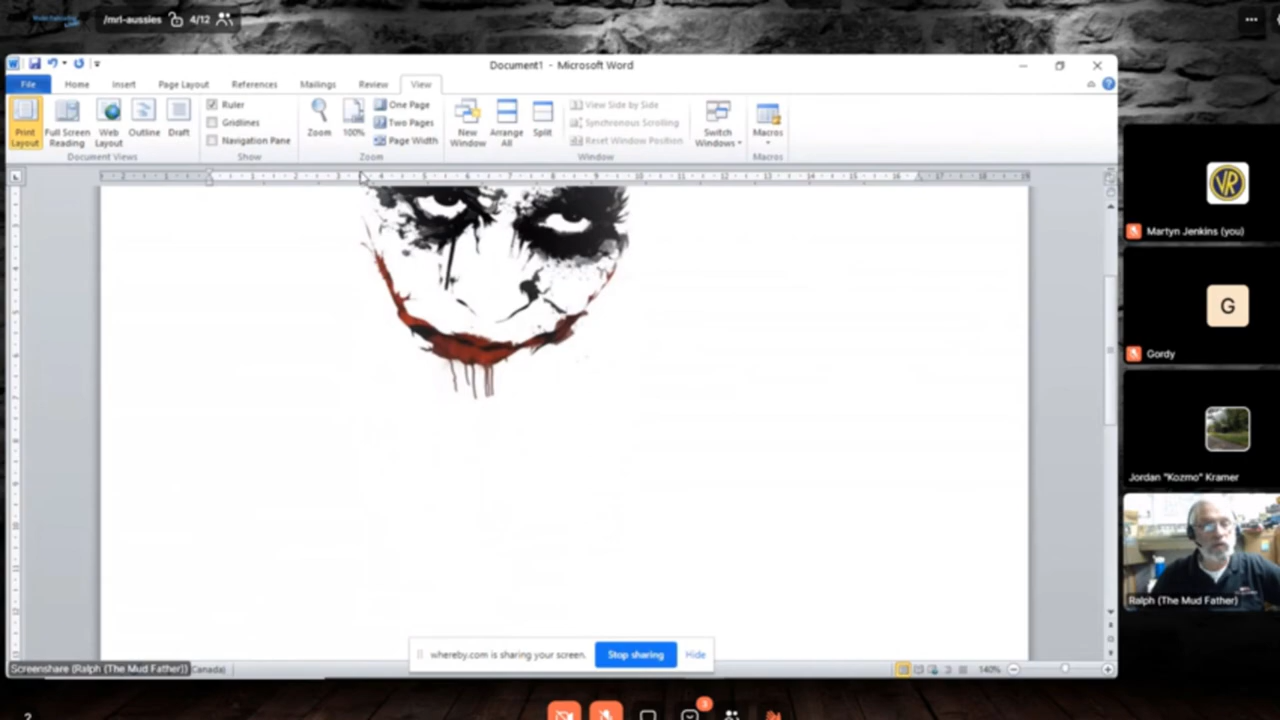 /mrl-aussies 4/12
Document1 - Microsoft Word
File Home Insert Page Layout References Mailings Review View
Print Layout
Full Screen Reading
Web Layout
Outline
Draft
Document Views
Ruler
Gridlines
Navigation Pane
Show
Zoom
100%
One Page
Two Pages
Page Width
Zoom
New Window
Arrange All
Split
View Side by Side
Synchronous Scrolling
Reset Window Position
Window
Switch Windows
Macros
Macros
VR
Martyn Jenkins (you)
G
Gordy
Jordan "Kozmo" Kramer
Ralph (The Mud Father)
whereby.com is sharing your screen. Stop sharing Hide
Screenshare (Ralph (The Mud Father)) Canada)
140%